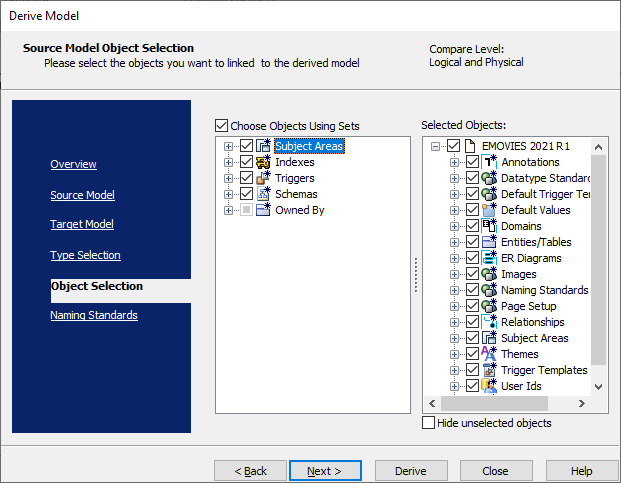 Derive Model
Source Model Object Selection
Please select the objects you want to linked to the derived model
Compare Level:
Logical and Physical
Overview
Source Model
Target Model
Type Selection
Object Selection
Naming Standards
Choose Objects Using Sets
Subject Areas
Indexes
Triggers
Schemas
Owned By
Selected Objects:
EMOVIES 2021 R1
Annotations
Datatype Standard
Default Trigger Te
Default Values
Domains
Entities/Tables
ER Diagrams
Images
Naming Standards
Page Setup
Relationships
Subject Areas
Themes
Trigger Templates
User Ids
Hide unselected objects
< Back
Next >
Derive
Close
Help